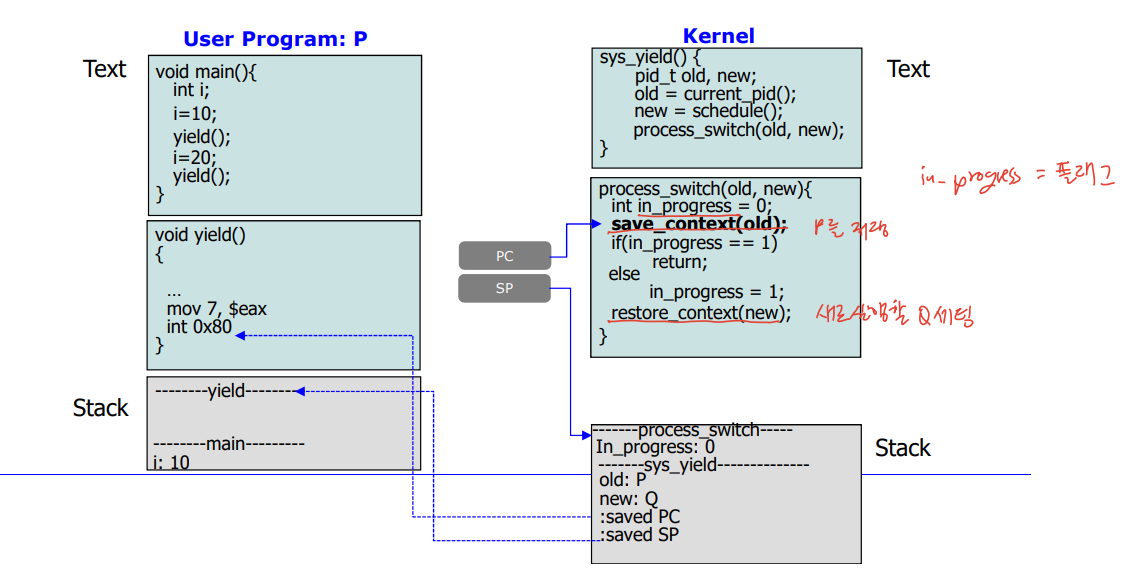 User Program: P
Text
void main(){
int i;
i=10;
yield();
i=20;
yield();
}
void yield()
{
...
mov 7, $eax
int 0x80
}
Stack
--------yield--------
--------main---------
i: 10
PC
SP
Kernel
Text
sys_yield() {
pid_t old, new;
old = current_pid();
new = schedule();
process_switch(old, new);
}
process_switch(old, new){
int in_progress = 0;
save_context(old);
if(in_progress == 1)
return;
else
in_progress = 1;
restore_context(new);
}
in_progress = 플래그
P를 저장
새로 실행할 Q 세팅
-------process_switch-----
In_progress: 0
-------sys_yield--------------
old: P
new: Q
:saved PC
:saved SP
Stack